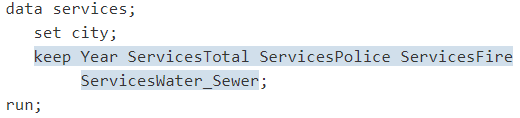 data services;
set city;
keep Year ServicesTotal ServicesPolice ServicesFire
ServicesWater_Sewer;
run;